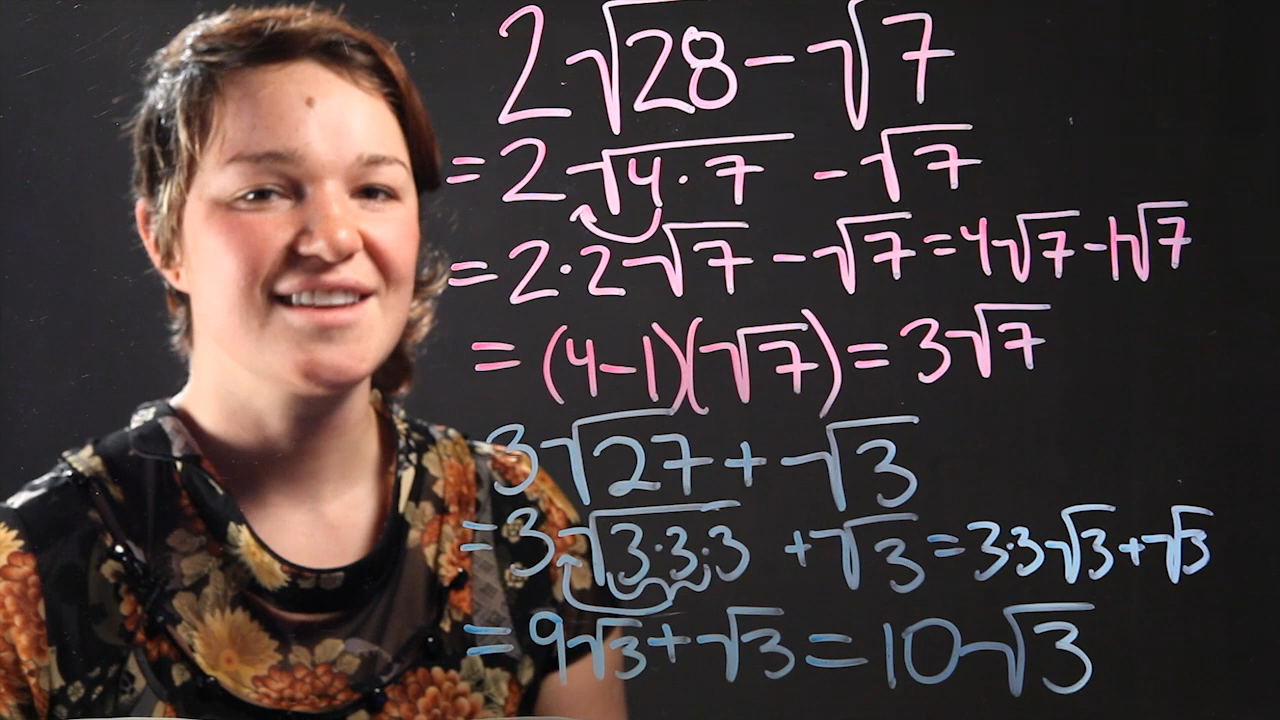 2√28 - √7
= 2√4·7 - √7
= 2·2√7 - √7 = 4√7 - 1√7
= (4-1)(√7) = 3√7
3√27 + √3
= 3√3·3·3 + √3 = 3·3√3 + √3
= 9√3 + √3 = 10√3